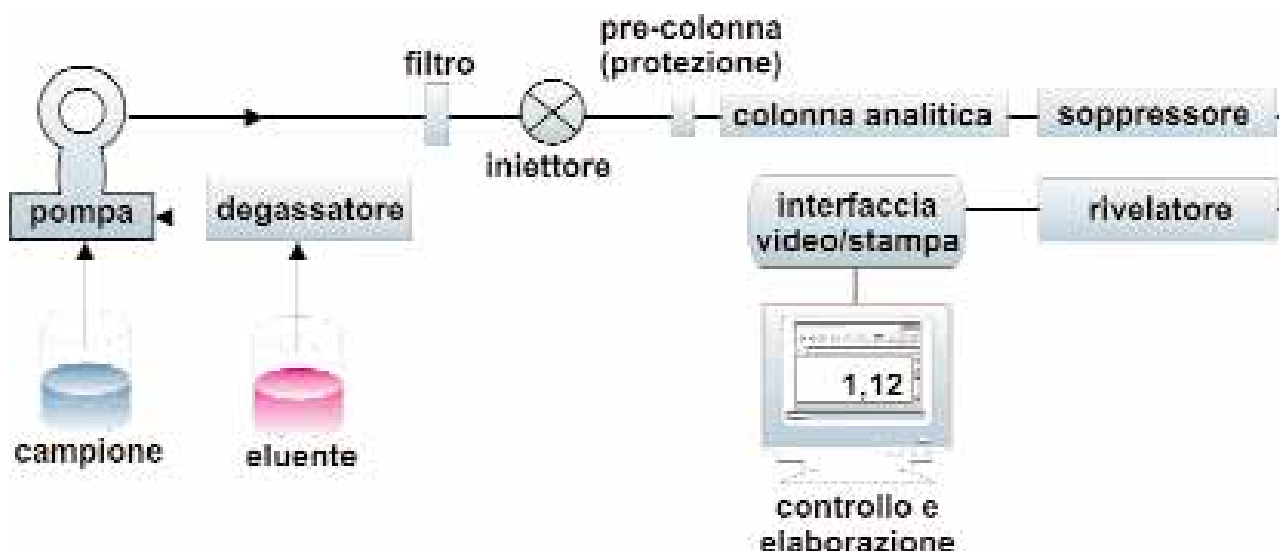 pre-colonna
(protezione)
filtro
iniettore
colonna analitica
soppressore
pompa
degassatore
interfaccia
video/stampa
rivelatore
1,12
campione
eluente
controllo e
elaborazione